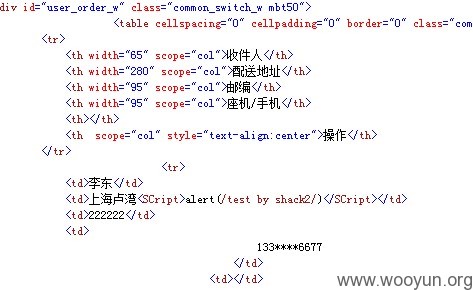 div id="user_order_w" class="common_switch_w mbt50">
<table cellspacing="0" cellpadding="0" border="0" class="com
<tr>
<th width="65" scope="col">收件人</th>
<th width="280" scope="col">配送地址</th>
<th width="95" scope="col">邮编</th>
<th width="95" scope="col">座机/手机</th>
<th></th>
<th  scope="col" style="text-align:center">操作</th>
</tr>
<tr>
<td>李东</td>
<td>上海卢湾<SCript>alert(/test by shack2/)</SCript></td>
<td>222222</td>
<td>
133****6677
</td>
<td></td>
www.wooyun.org